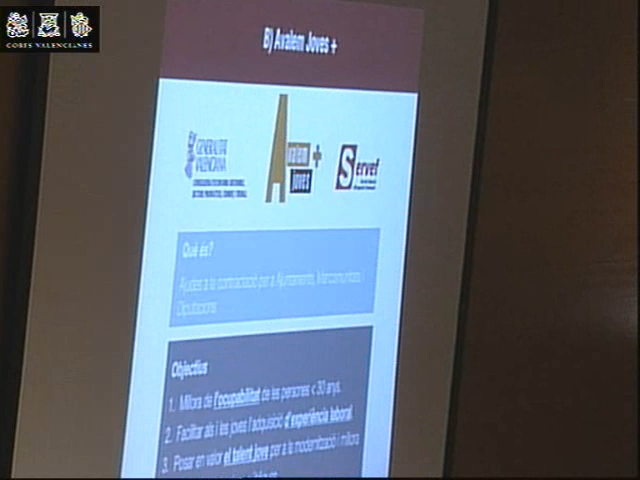 CORTS VALENCIANES
B) Avalem Joves +
GENERALITAT
VALENCIANA
Avalem +
joves
Servef
Què és?
Ajudes a la contractació per a Ajuntaments, Mancomunitats i
Diputacions
Objectius
1. Millora de l'ocupabilitat de les persones < 30 anys.
2. Facilitar als i les joves l'adquisició d'experiència laboral.
3. Posar en valor el talent jove per a la modernització i millora